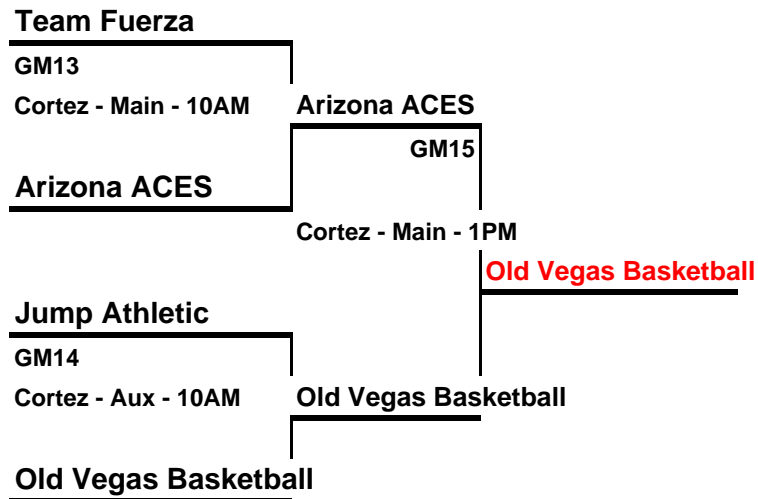 Team Fuerza
GM13
Cortez - Main - 10AM
Arizona ACES
GM15
Arizona ACES
Cortez - Main - 1PM
Old Vegas Basketball
Jump Athletic
GM14
Cortez - Aux - 10AM
Old Vegas Basketball
Old Vegas Basketball